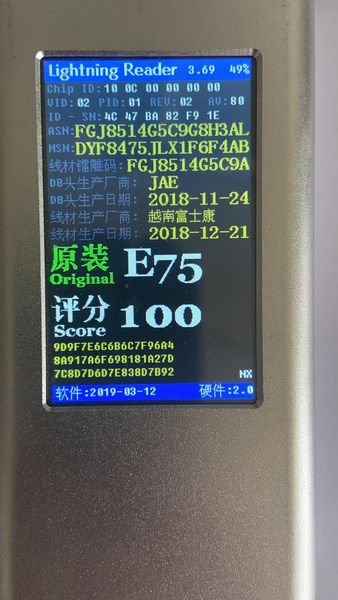 Lightning Reader 3.69 49%
Chip ID:10 0C 00 00 00 00
VID:02 PID:01 REV:02 AV:80
ID - SN:4C 47 BA 82 F9 1E
ASN:FGJ8514G5C9G8H3AL
MSN:DYF8475JLX1F6F4AB
线材镭雕码:FGJ8514G5C9A
DB头生产厂商: JAE
DB头生产日期: 2018-11-24
线材生产厂商: 越南富士康
线材生产日期: 2018-12-21
原装 E75
Original
评分 100
Score
9D9F7E6C6B6C7F96A4
8A917A6F698181A27D
7C8D7D6D7E838D7B92 NX
软件:2019-03-12 硬件:2.0